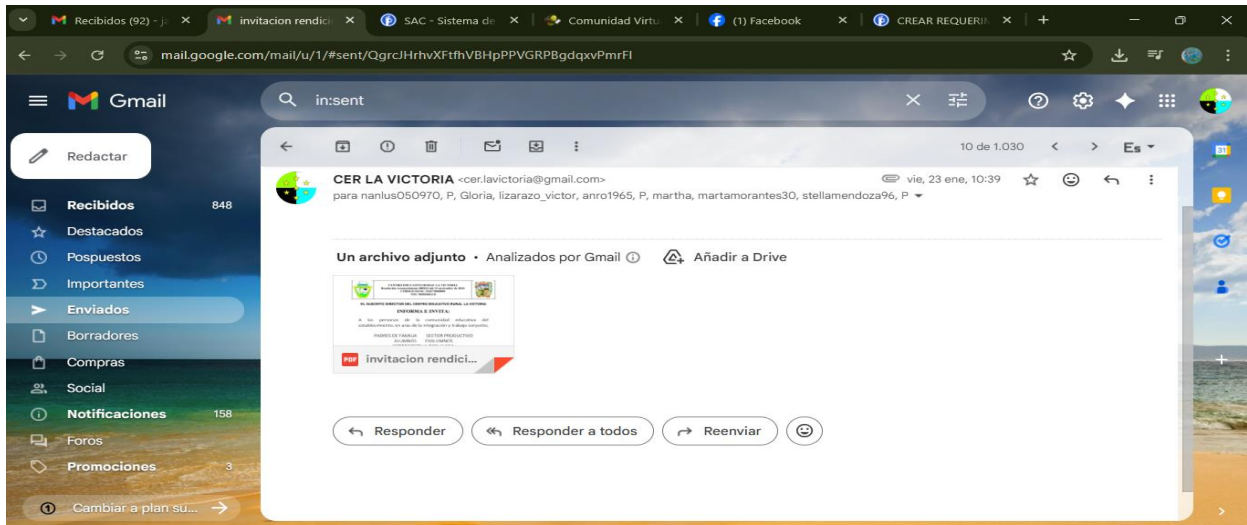 Recibidos (92) - j
invitacion rendici
SAC - Sistema de
Comunidad Virtu
(1) Facebook
CREAR REQUERIM
mail.google.com/mail/u/1/#sent/QgrcJHrhvXFtfhVBHpPPVGRPBgdqxvPmrFl
Gmail
in:sent
Redactar
10 de 1.030
Es
31
CER LA VICTORIA <cer.lavictoria@gmail.com>
vie, 23 ene, 10:39
para nanlus050970, P, Gloria, lizarazo_victor, anro1965, P, martha, martamorantes30, stellamendoza96, P
Recibidos 848
Destacados
Pospuestos
Importantes
Enviados
Borradores
Compras
Social
Notificaciones 158
Foros
Promociones 3
Cambiar a plan su...
Un archivo adjunto • Analizados por Gmail
Añadir a Drive
INFORMA E INVITA:
PADRES DE FAMILIA SECTOR PRODUCTIVO
PDF invitacion rendici...
Responder
Responder a todos
Reenviar